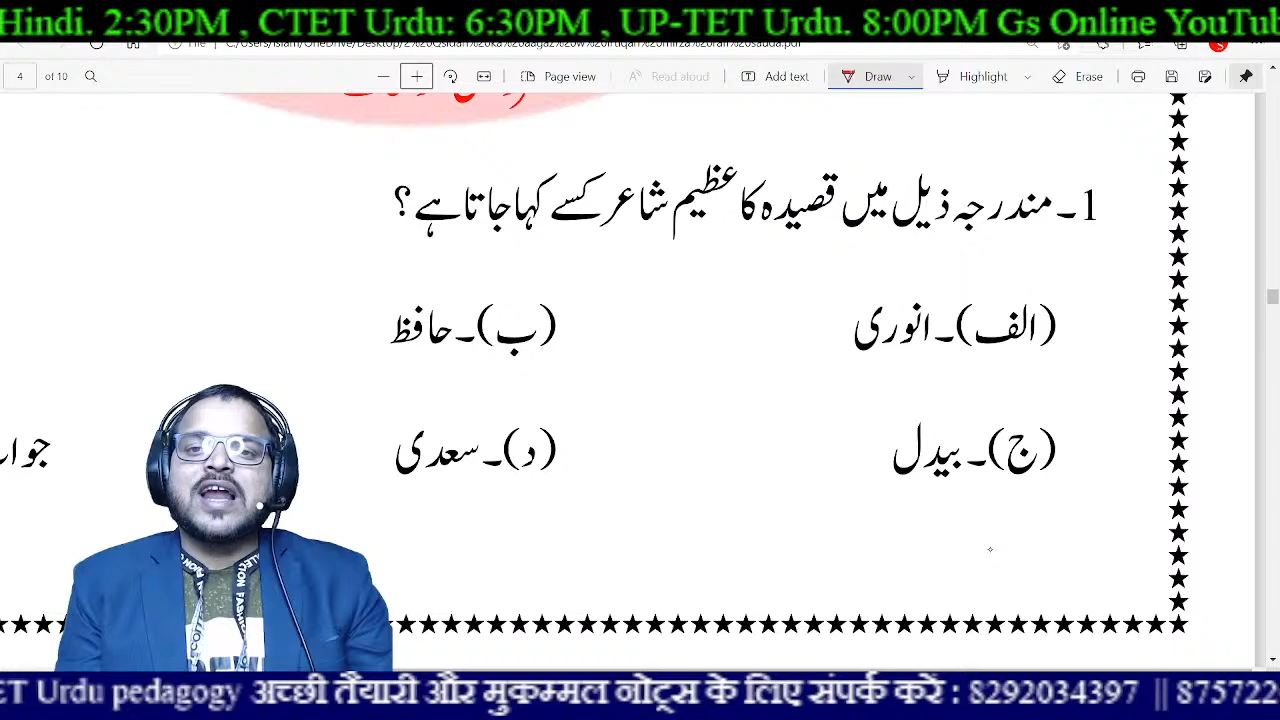 Hindi. 2:30PM , CTET Urdu: 6:30PM , UP-TET Urdu. 8:00PM Gs Online
4 of 10 Page view Read aloud Add text Draw Highlight Erase
1۔ مندرجہ ذیل میں قصیدہ کا عظیم شاعر کسے کہا جاتا ہے؟
(الف)۔ انوری (ب)۔ حافظ
(ج)۔ بیدل (د)۔ سعدی
Urdu pedagogy अच्छी तैयारी और मुकम्मल नोट्स के लिए संपर्क करे : 8292034397 || 875722